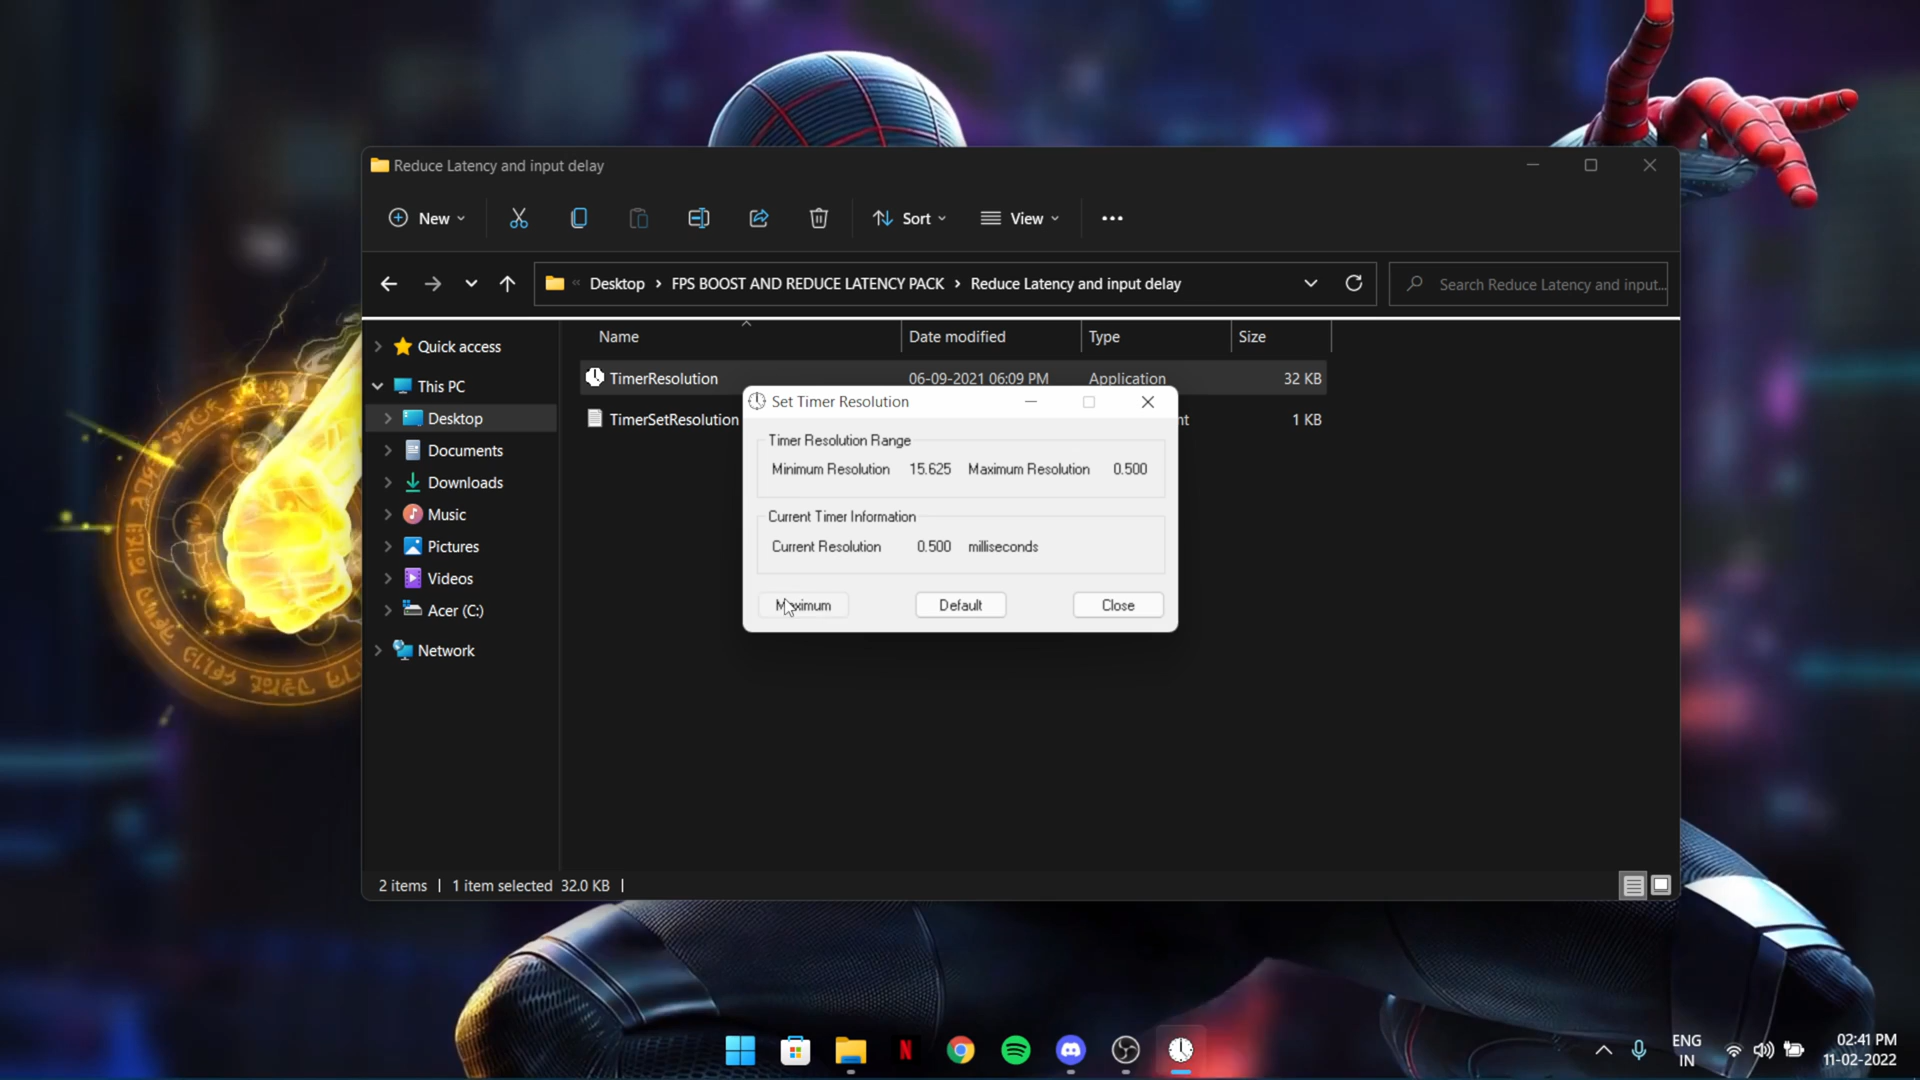 Reduce Latency and input delay
New
Sort
View
Desktop
FPS BOOST AND REDUCE LATENCY PACK
Reduce Latency and input delay
Search Reduce Latency and input...
Name
Date modified
Type
Size
Quick access
This PC
Desktop
Documents
Downloads
Music
Pictures
Videos
Acer (C:)
Network
TimerResolution
06-09-2021 06:09 PM
Application
32 KB
TimerSetResolution
nt
1 KB
Set Timer Resolution
Timer Resolution Range
Minimum Resolution 15.625 Maximum Resolution 0.500
Current Timer Information
Current Resolution 0.500 milliseconds
Maximum
Default
Close
2 items
1 item selected 32.0 KB
N
ENG
IN
02:41 PM
11-02-2022